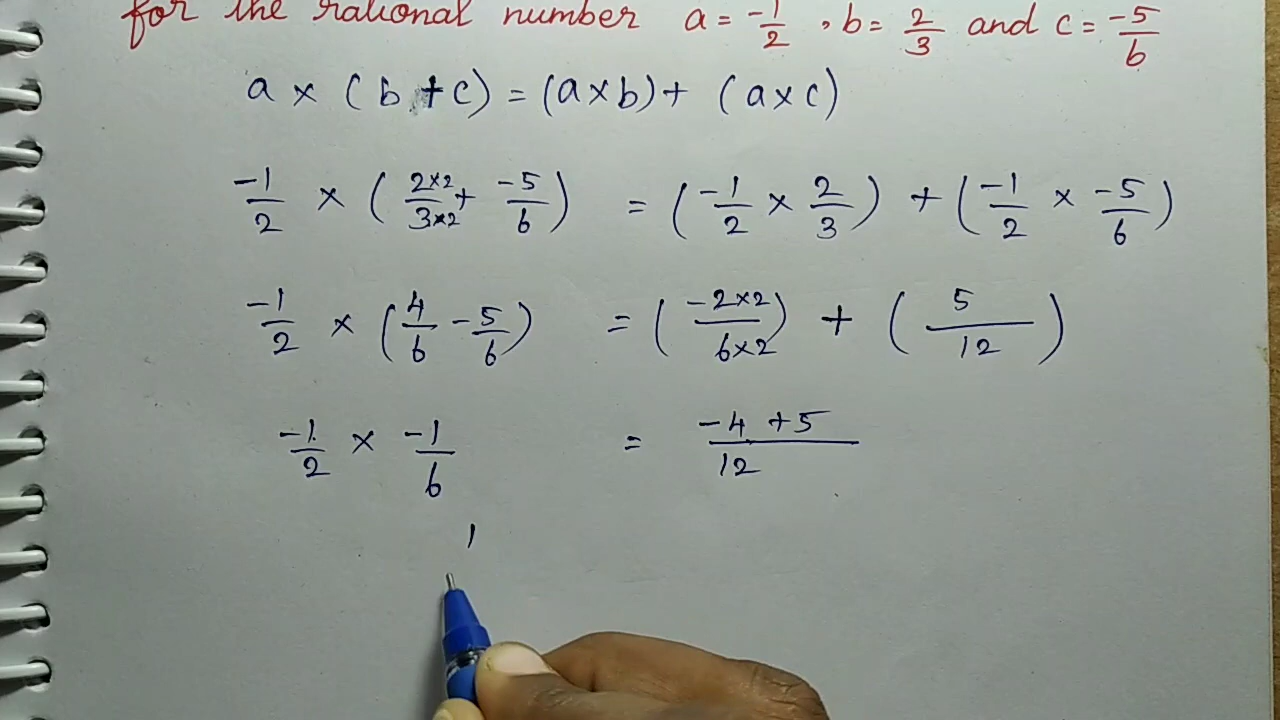 for the rational number a = -1/2, b = 2/3 and c = -5/6
a × (b + c) = (a×b) + (a×c)
-1/2 × (2×2/3×2 + -5/6) = (-1/2 × 2/3) + (-1/2 × -5/6)
-1/2 × (4/6 - 5/6) = (-2×2/6×2) + (5/12)
-1/2 × -1/6 = -4+5/12
1